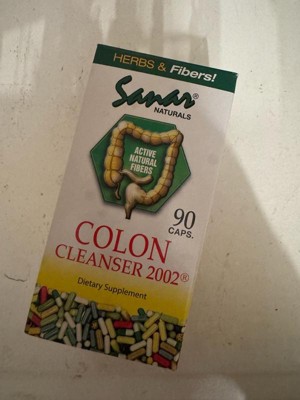 HERBS & Fibers!
Sanar®
NATURALS
ACTIVE
NATURAL
FIBERS
90
CAPS.
COLON
CLEANSER 2002®
Dietary Supplement